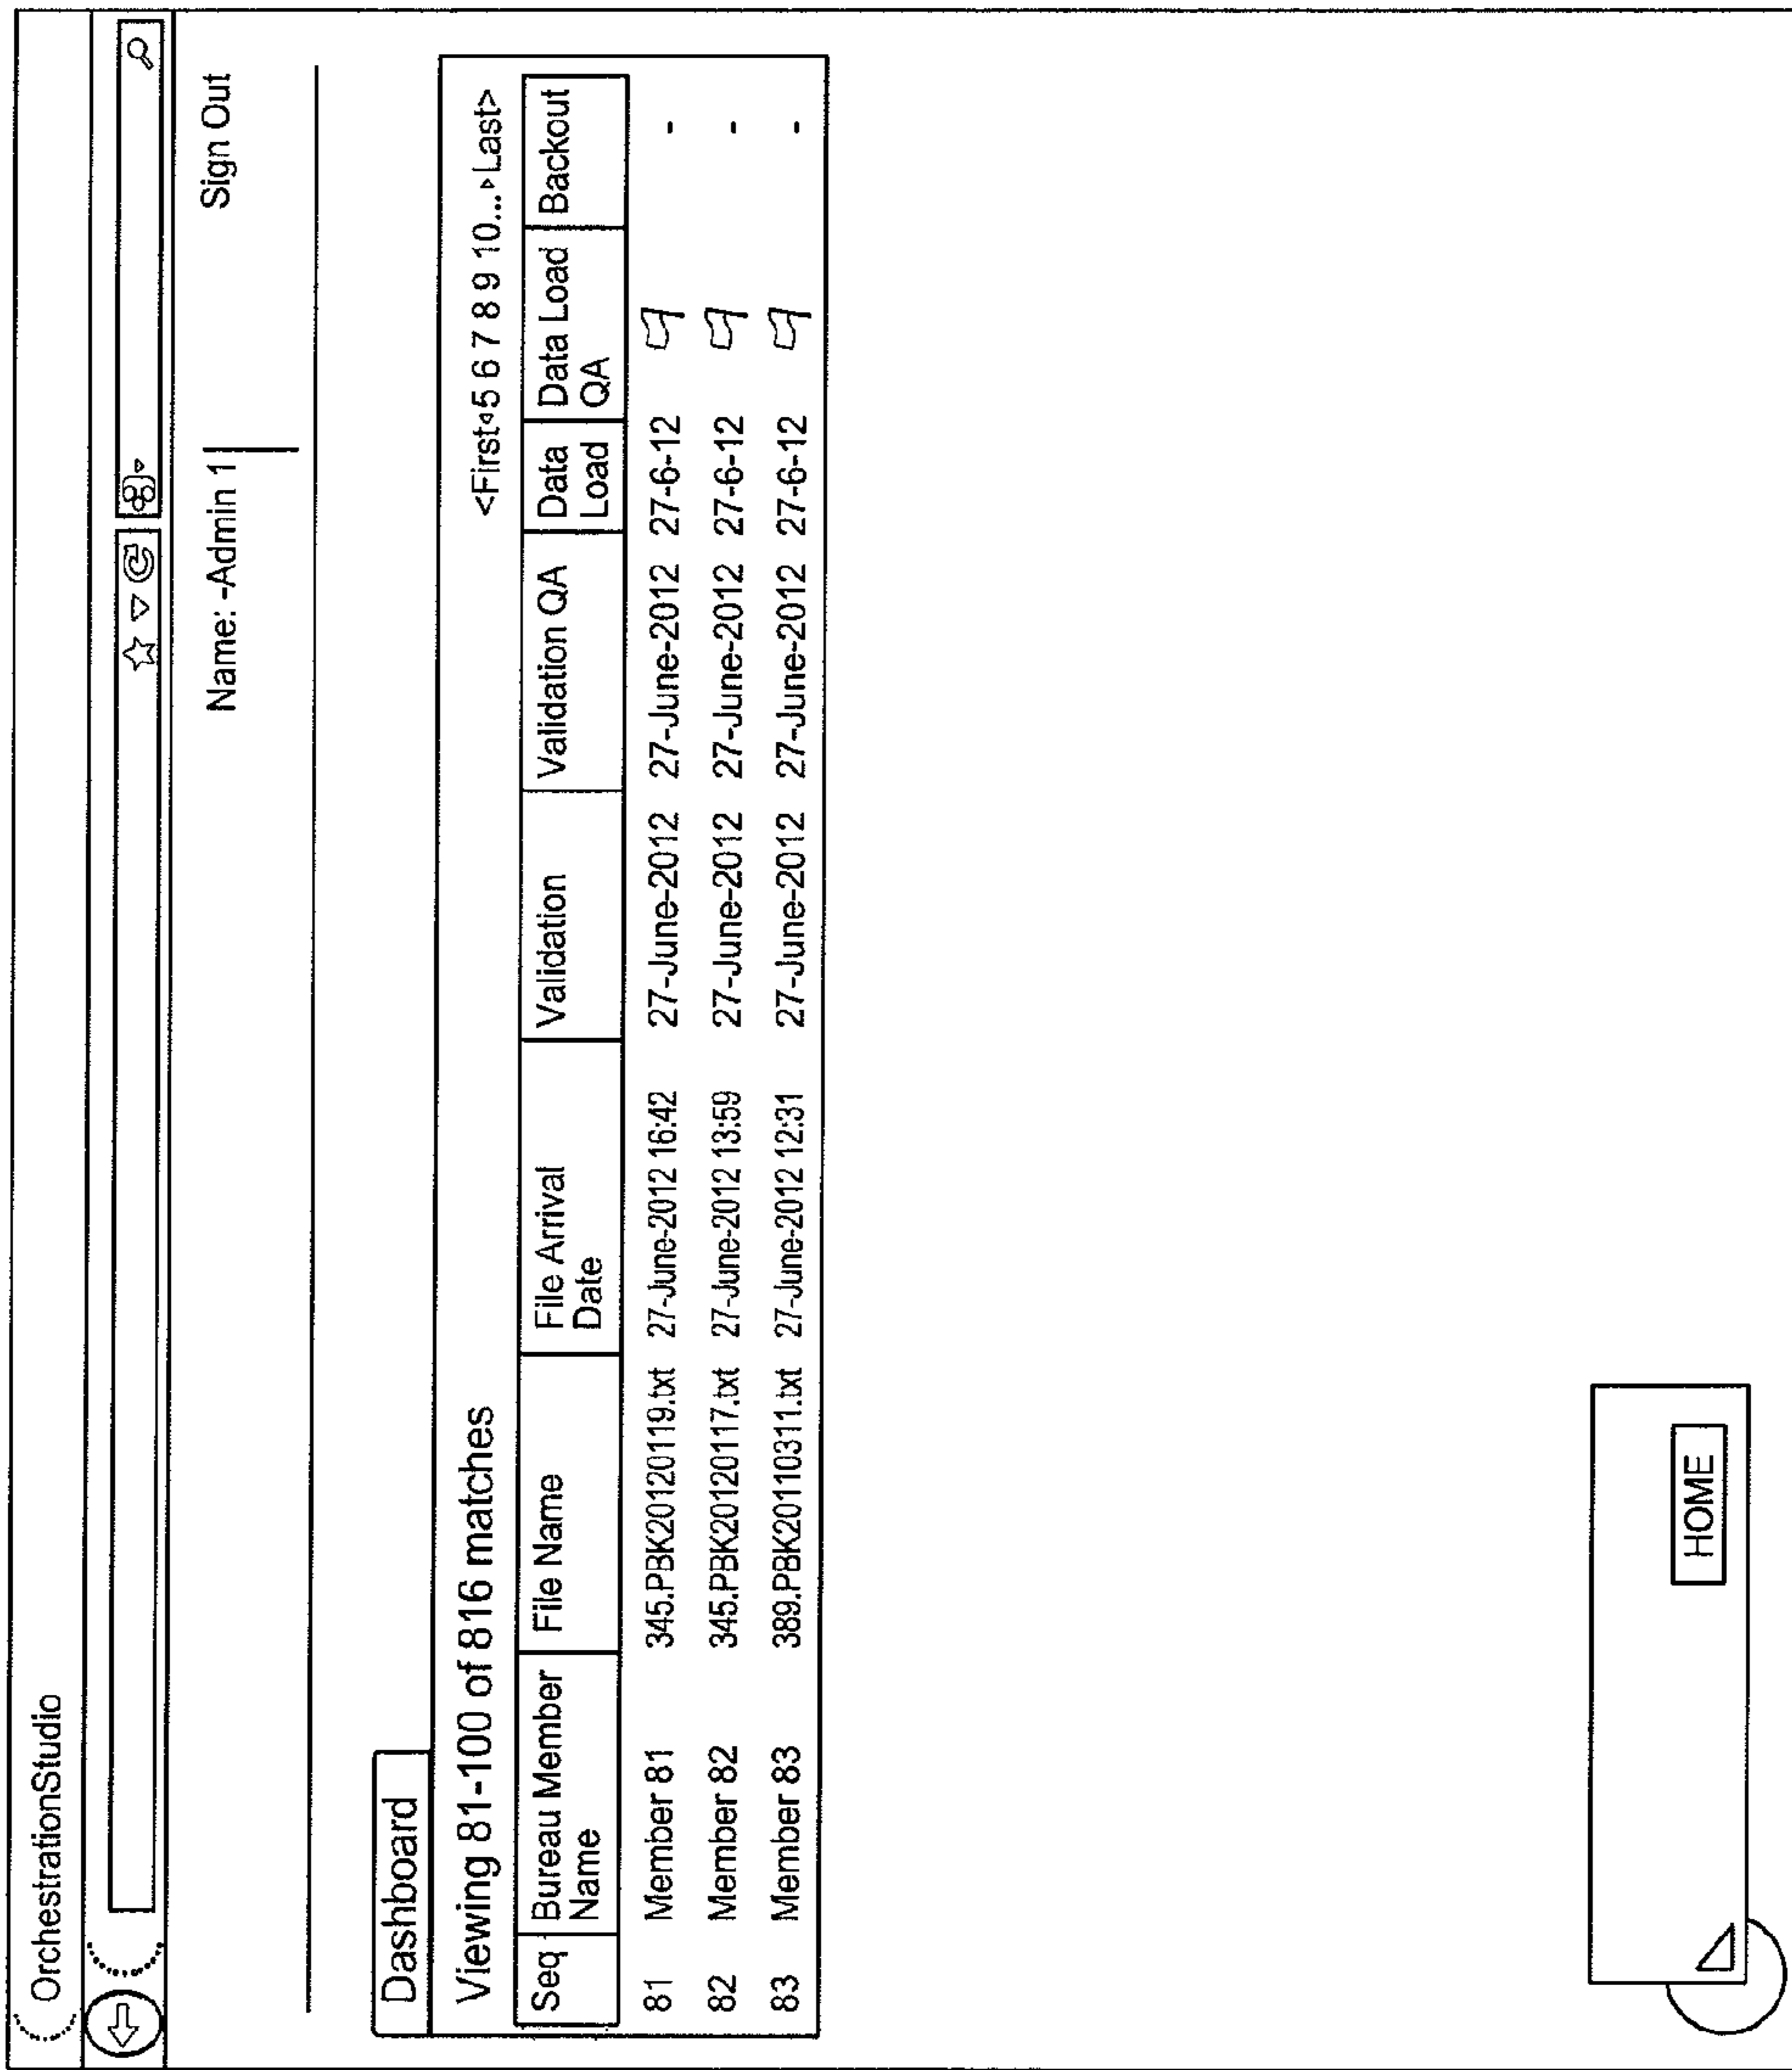 OrchestrationStudio
Name: -Admin 1 Sign Out
Dashboard
Viewing 81-100 of 816 matches <First 5 6 7 8 9 10... Last>
Seq Bureau Member Name File Name File Arrival Date Validation Validation QA Data Load Data Load QA Backout
81 Member 81 345.PBK20120119.txt 27-June-2012 16:42 27-June-2012 27-June-2012 27-6-12 -
82 Member 82 345.PBK20120117.txt 27-June-2012 13:59 27-June-2012 27-June-2012 27-6-12 -
83 Member 83 389.PBK20110311.txt 27-June-2012 12:31 27-June-2012 27-June-2012 27-6-12 -
HOME